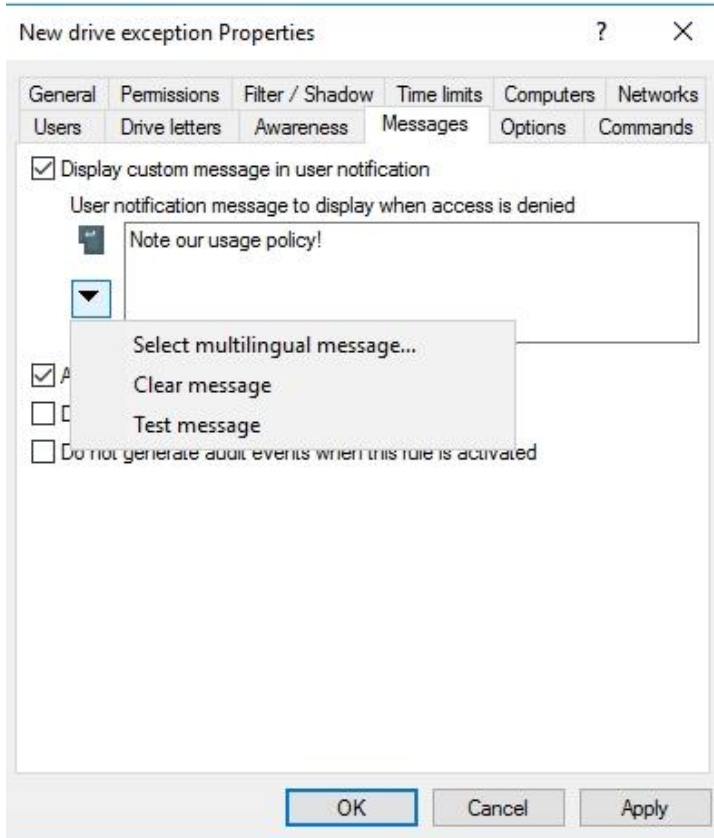 New drive exception Properties ?
General Permissions Filter / Shadow Time limits Computers Networks
Users Drive letters Awareness Messages Options Commands
Display custom message in user notification
User notification message to display when access is denied
Note our usage policy!
Select multilingual message...
Clear message
Test message
Do not generate audit events when this rule is activated
OK Cancel Apply